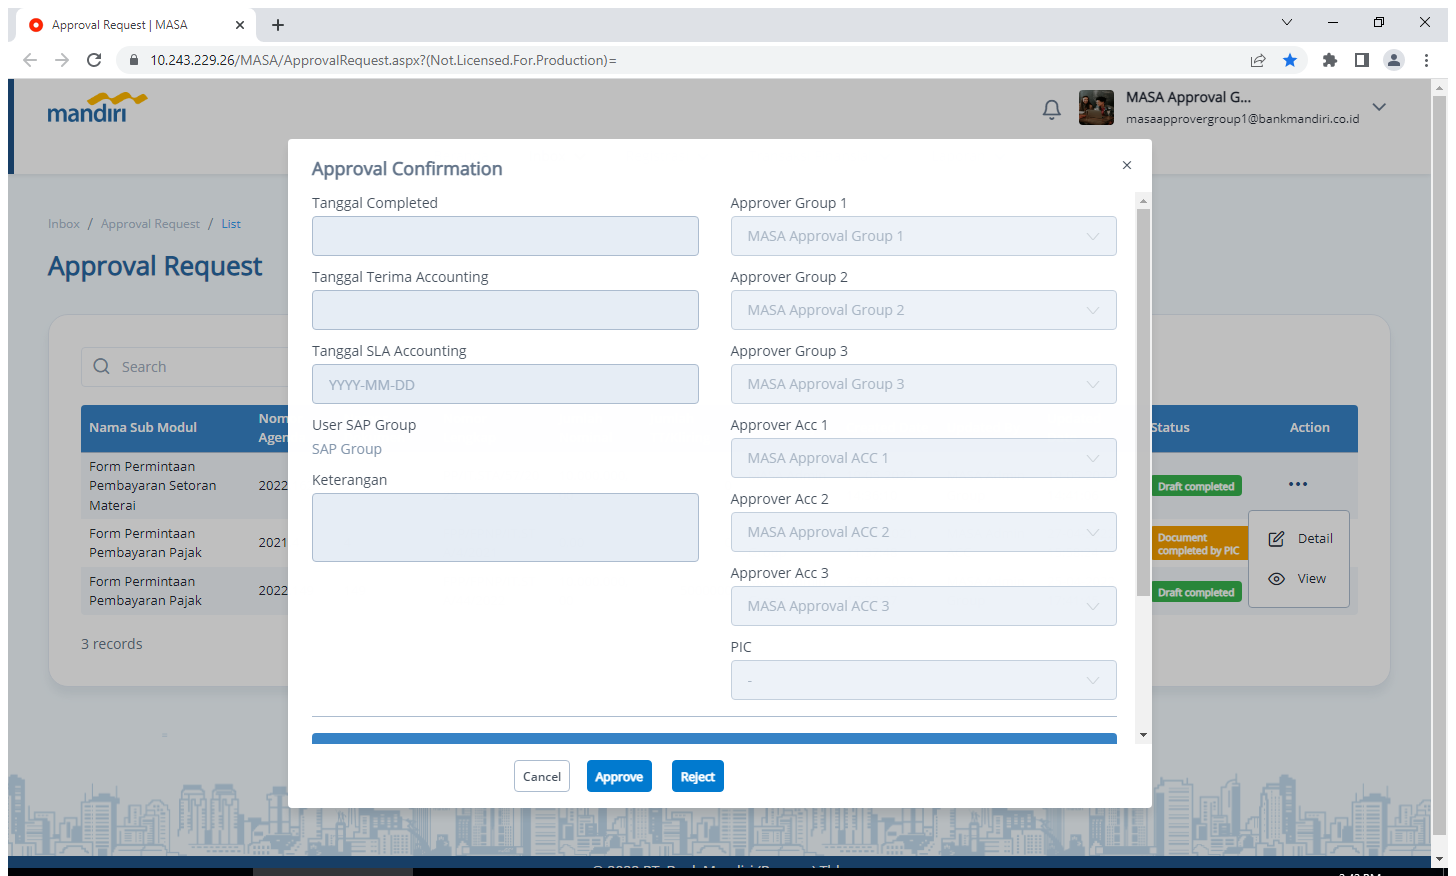 Approval Request | MASA
10.243.229.26/MASA/ApprovalRequest.aspx?(Not.Licensed.For.Production)=
mandiri
MASA Approval G...
masaapprovergroup1@bankmandiri.co.id
Inbox / Approval Request / List
Approval Request
Search
Nama Sub Modul
Status
Action
Form Permintaan
Pembayaran Setoran
Materai
2022
Draft completed
Form Permintaan
Pembayaran Pajak
2021
Document
completed by PIC
Form Permintaan
Pembayaran Pajak
2022
Draft completed
Detail
View
3 records
Approval Confirmation
Tanggal Completed
Tanggal Terima Accounting
Tanggal SLA Accounting
YYYY-MM-DD
User SAP Group
SAP Group
Keterangan
Approver Group 1
MASA Approval Group 1
Approver Group 2
MASA Approval Group 2
Approver Group 3
MASA Approval Group 3
Approver Acc 1
MASA Approval ACC 1
Approver Acc 2
MASA Approval ACC 2
Approver Acc 3
MASA Approval ACC 3
PIC
-
Cancel
Approve
Reject